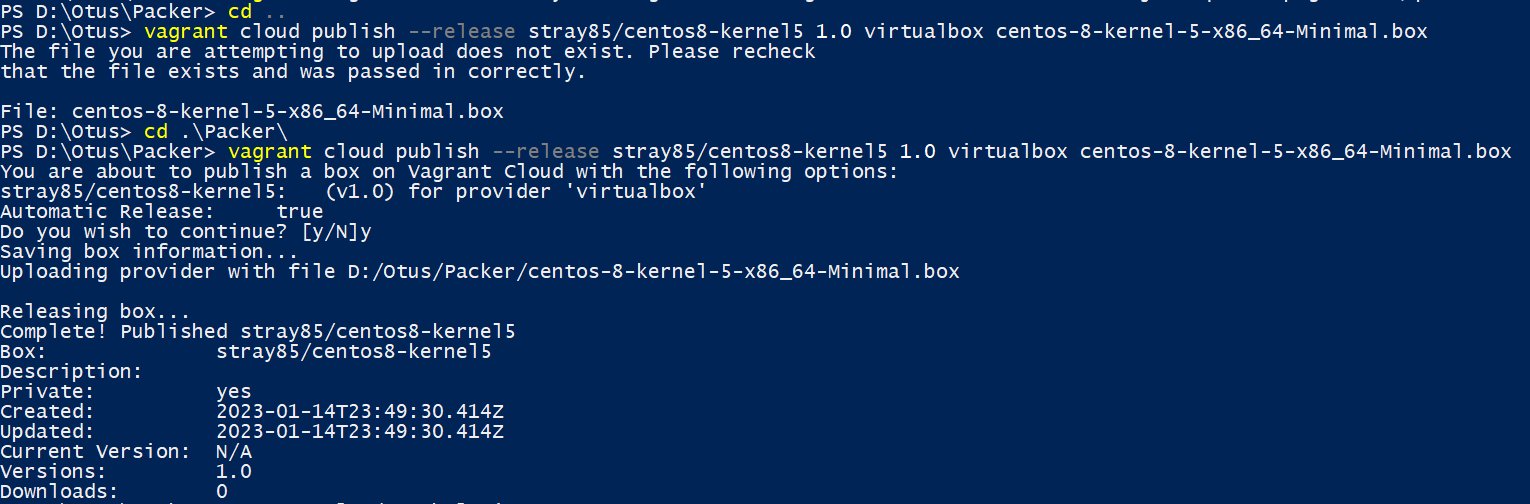 PS D:\Otus\Packer> cd ..
PS D:\Otus> vagrant cloud publish --release stray85/centos8-kernel5 1.0 virtualbox centos-8-kernel-5-x86_64-Minimal.box
The file you are attempting to upload does not exist. Please recheck
that the file exists and was passed in correctly.

File: centos-8-kernel-5-x86_64-Minimal.box
PS D:\Otus> cd .\Packer\
PS D:\Otus\Packer> vagrant cloud publish --release stray85/centos8-kernel5 1.0 virtualbox centos-8-kernel-5-x86_64-Minimal.box
You are about to publish a box on Vagrant Cloud with the following options:
stray85/centos8-kernel5:   (v1.0) for provider 'virtualbox'
Automatic Release:     true
Do you wish to continue? [y/N]y
Saving box information...
Uploading provider with file D:/Otus/Packer/centos-8-kernel-5-x86_64-Minimal.box

Releasing box...
Complete! Published stray85/centos8-kernel5
Box:              stray85/centos8-kernel5
Description:
Private:          yes
Created:          2023-01-14T23:49:30.414Z
Updated:          2023-01-14T23:49:30.414Z
Current Version:  N/A
Versions:         1.0
Downloads:        0